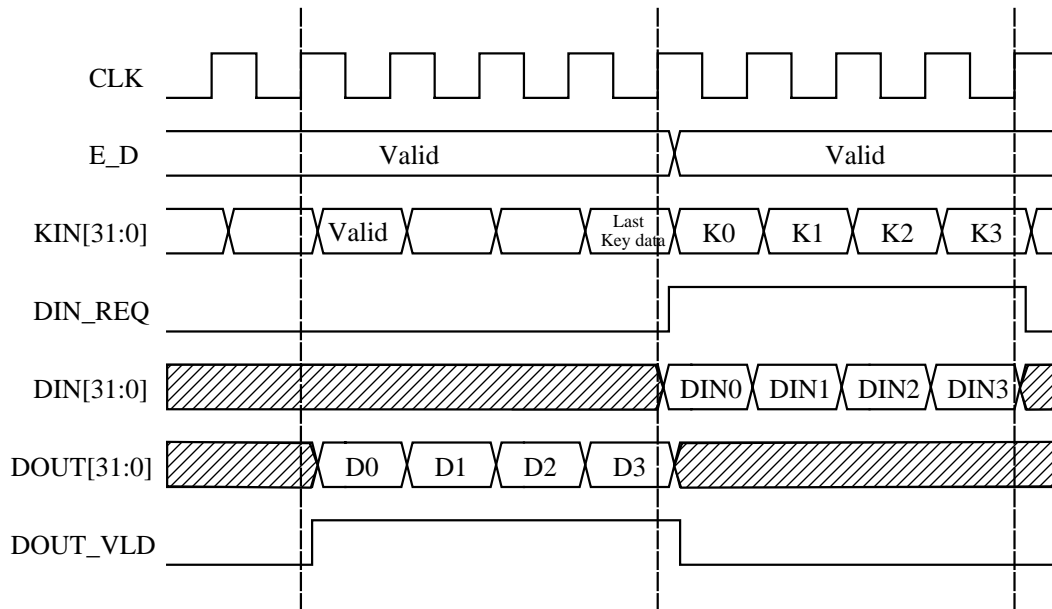 CLK
E_D
Valid
Valid
KIN[31:0]
Valid
Last
Key data
K0
K1
K2
K3
DIN_REQ
DIN[31:0]
DIN0
DIN1
DIN2
DIN3
DOUT[31:0]
D0
D1
D2
D3
DOUT_VLD